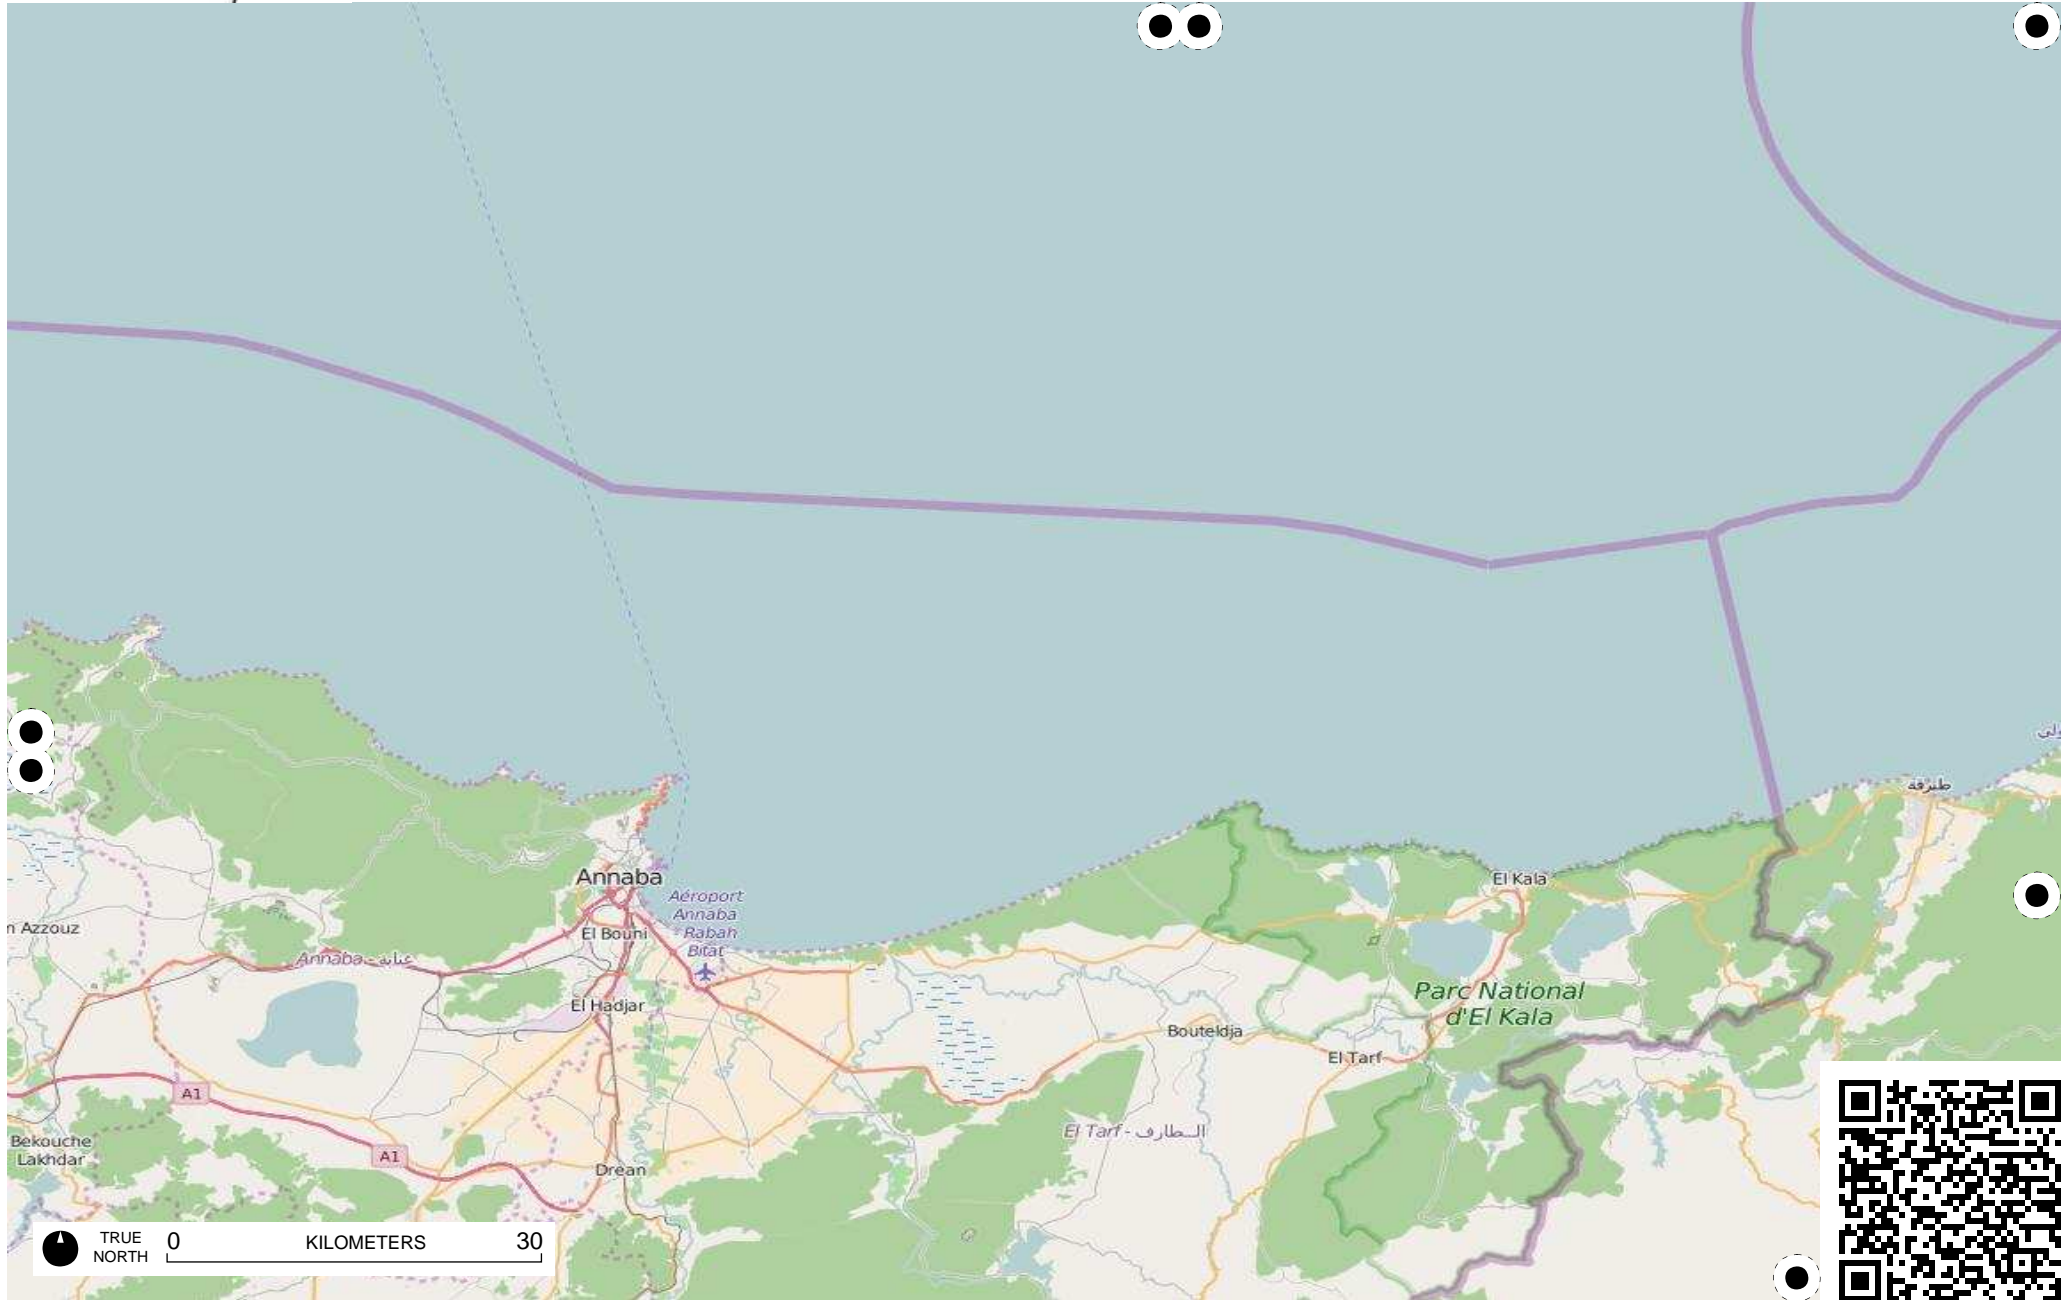 ولى
طبرقة
Annaba
El Kala
Aéroport
Annaba
Rabah
Bitat
n Azzouz
El Bouni
Annaba - عنابة
El Hadjar
Parc National
d'El Kala
Bouteldja
El Tarf
A1
El Tarf - الطارف
Bekouche
Lakhdar
A1
Drean
TRUE
NORTH
0 KILOMETERS 30